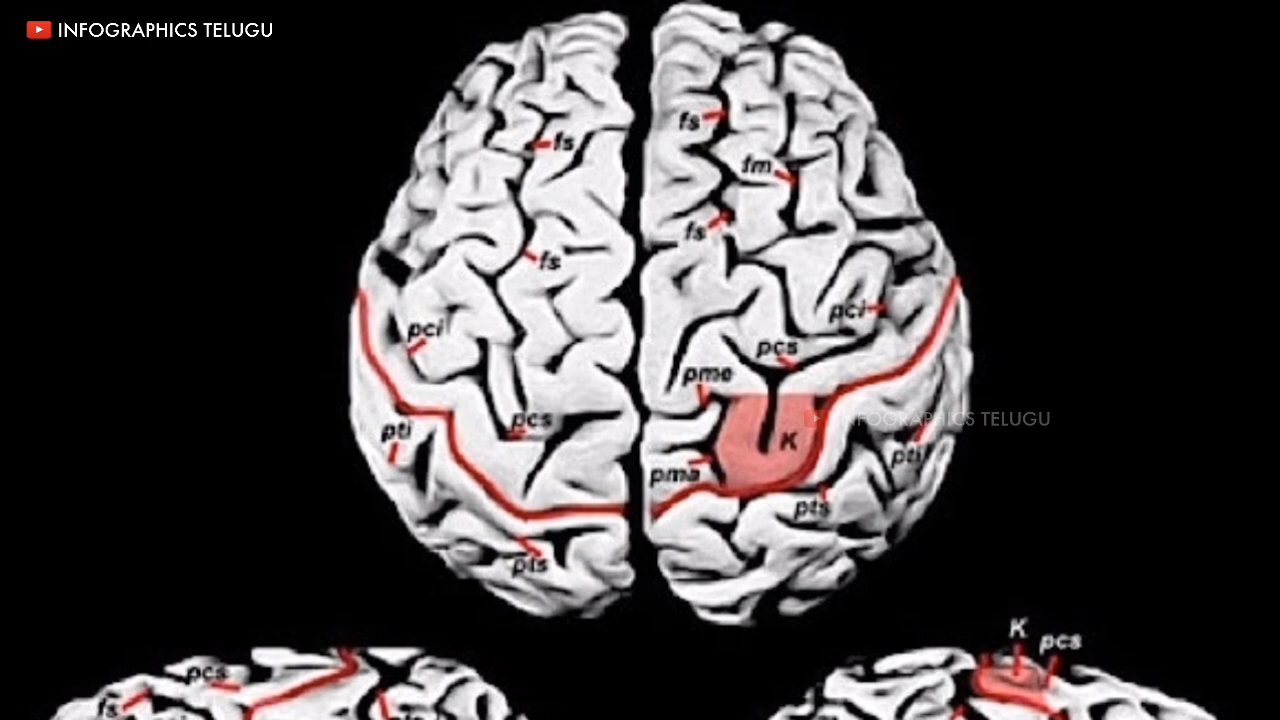 INFOGRAPHICS TELUGU
fs
fs
fm
fs
fs
pci
pci
pcs
pme
pcs
INFOGRAPHICS TELUGU
pti
K
pti
pma
pts
pts
K
pcs
pcs
fs